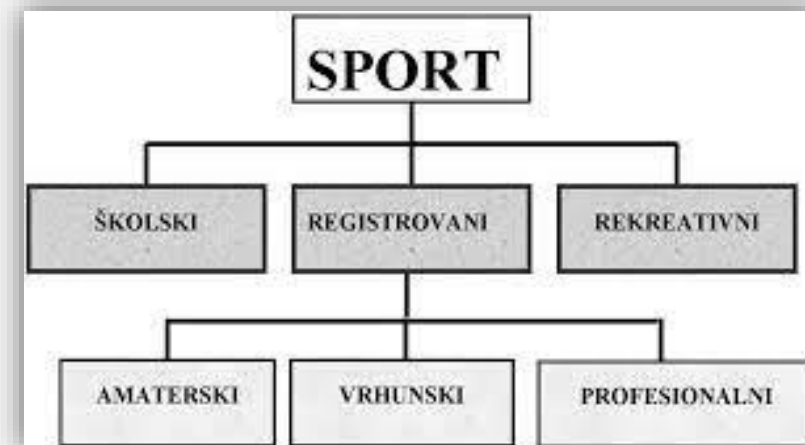 SPORT
ŠKOLSKI REGISTROVANI REKREATIVNI
AMATERSKI VRHUNSKI PROFESIONALNI